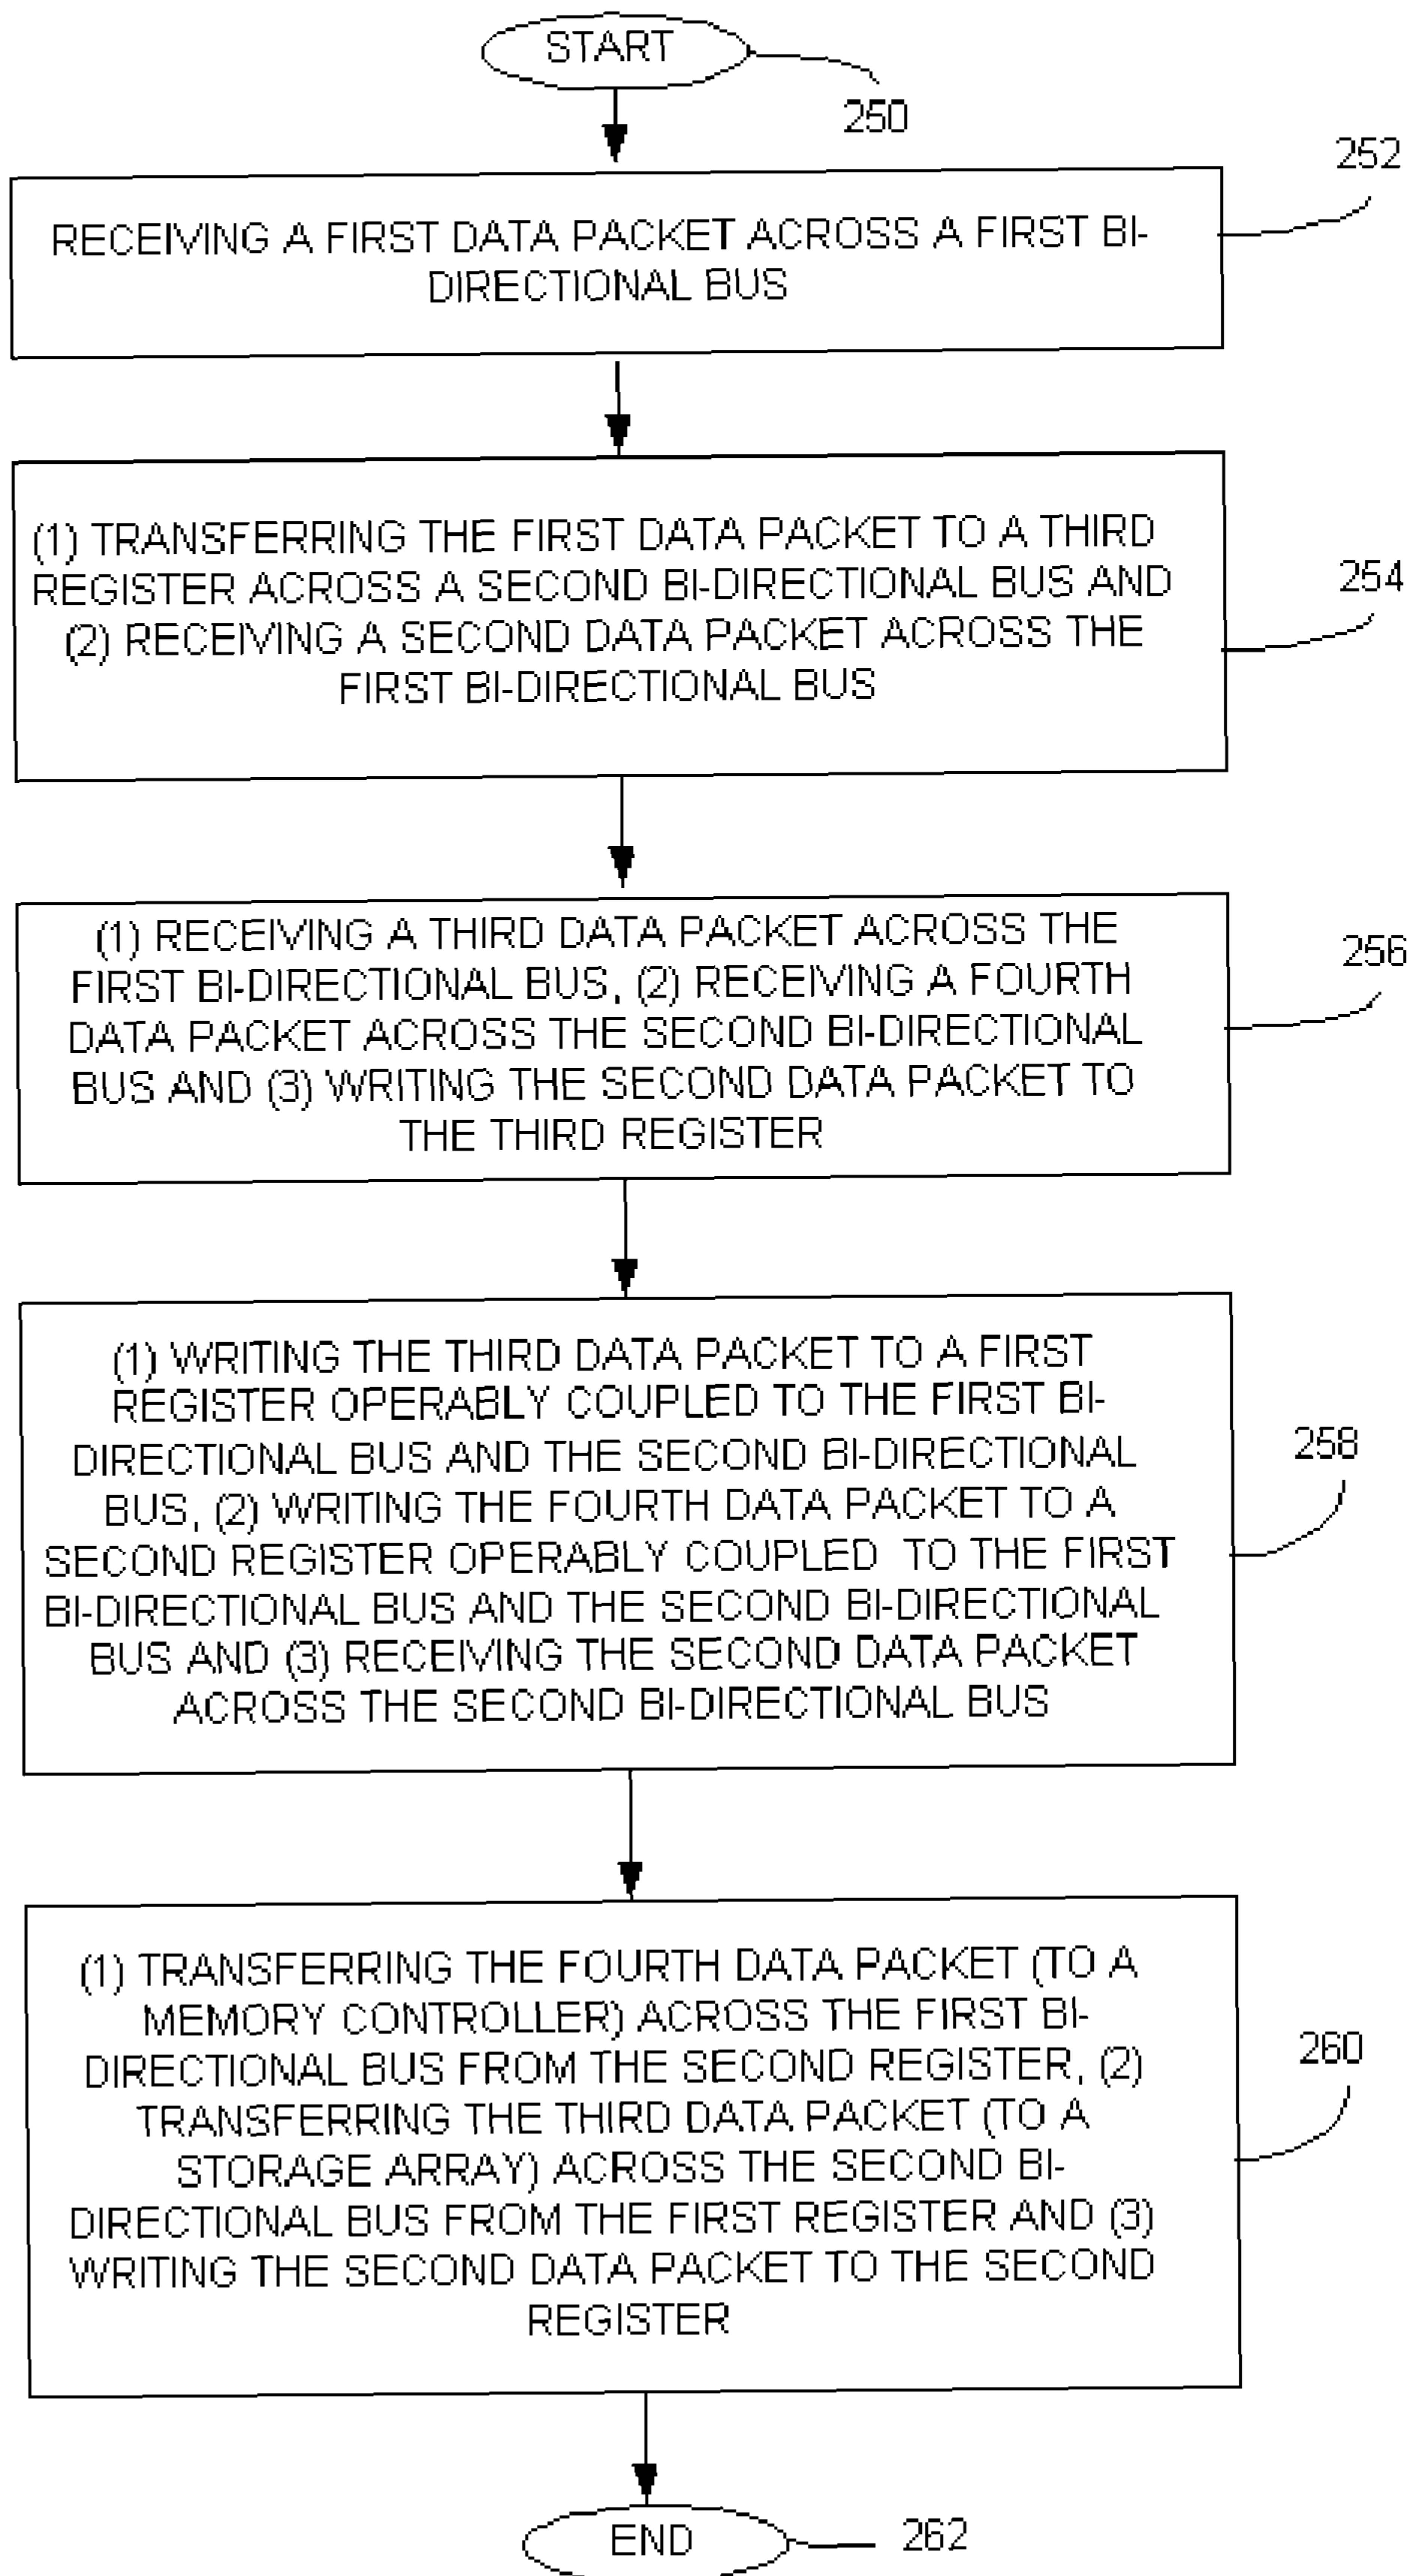 START
250
252
RECEIVING A FIRST DATA PACKET ACROSS A FIRST BI-
DIRECTIONAL BUS
(1) TRANSFERRING THE FIRST DATA PACKET TO A THIRD
REGISTER ACROSS A SECOND BI-DIRECTIONAL BUS AND
(2) RECEIVING A SECOND DATA PACKET ACROSS THE
FIRST BI-DIRECTIONAL BUS
254
(1) RECEIVING A THIRD DATA PACKET ACROSS THE
FIRST BI-DIRECTIONAL BUS, (2) RECEIVING A FOURTH
DATA PACKET ACROSS THE SECOND BI-DIRECTIONAL
BUS AND (3) WRITING THE SECOND DATA PACKET TO
THE THIRD REGISTER
256
(1) WRITING THE THIRD DATA PACKET TO A FIRST
REGISTER OPERABLY COUPLED TO THE FIRST BI-
DIRECTIONAL BUS AND THE SECOND BI-DIRECTIONAL
BUS, (2) WRITING THE FOURTH DATA PACKET TO A
SECOND REGISTER OPERABLY COUPLED TO THE FIRST
BI-DIRECTIONAL BUS AND THE SECOND BI-DIRECTIONAL
BUS AND (3) RECEIVING THE SECOND DATA PACKET
ACROSS THE SECOND BI-DIRECTIONAL BUS
258
(1) TRANSFERRING THE FOURTH DATA PACKET (TO A
MEMORY CONTROLLER) ACROSS THE FIRST BI-
DIRECTIONAL BUS FROM THE SECOND REGISTER, (2)
TRANSFERRING THE THIRD DATA PACKET (TO A
STORAGE ARRAY) ACROSS THE SECOND BI-
DIRECTIONAL BUS FROM THE FIRST REGISTER AND (3)
WRITING THE SECOND DATA PACKET TO THE SECOND
REGISTER
260
END
262